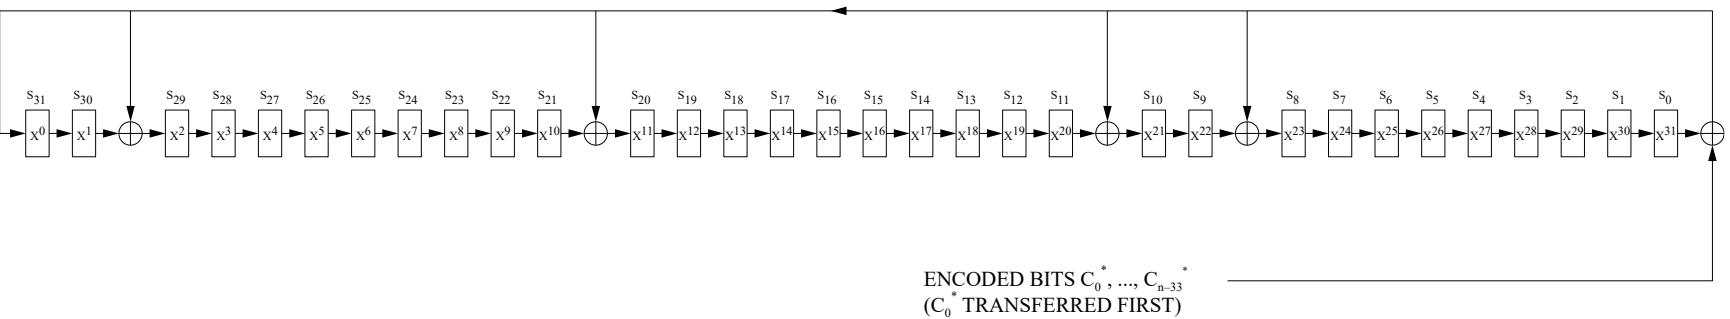 s₃₁ s₃₀ s₂₉ s₂₈ s₂₇ s₂₆ s₂₅ s₂₄ s₂₃ s₂₂ s₂₁ s₂₀ s₁₉ s₁₈ s₁₇ s₁₆ s₁₅ s₁₄ s₁₃ s₁₂ s₁₁ s₁₀ s₉ s₈ s₇ s₆ s₅ s₄ s₃ s₂ s₁ s₀
x⁰ x¹ x² x³ x⁴ x⁵ x⁶ x⁷ x⁸ x⁹ x¹⁰ x¹¹ x¹² x¹³ x¹⁴ x¹⁵ x¹⁶ x¹⁷ x¹⁸ x¹⁹ x²⁰ x²¹ x²² x²³ x²⁴ x²⁵ x²⁶ x²⁷ x²⁸ x²⁹ x³⁰ x³¹
ENCODED BITS C₀*, ..., Cₙ₋₃₃*
(C₀* TRANSFERRED FIRST)